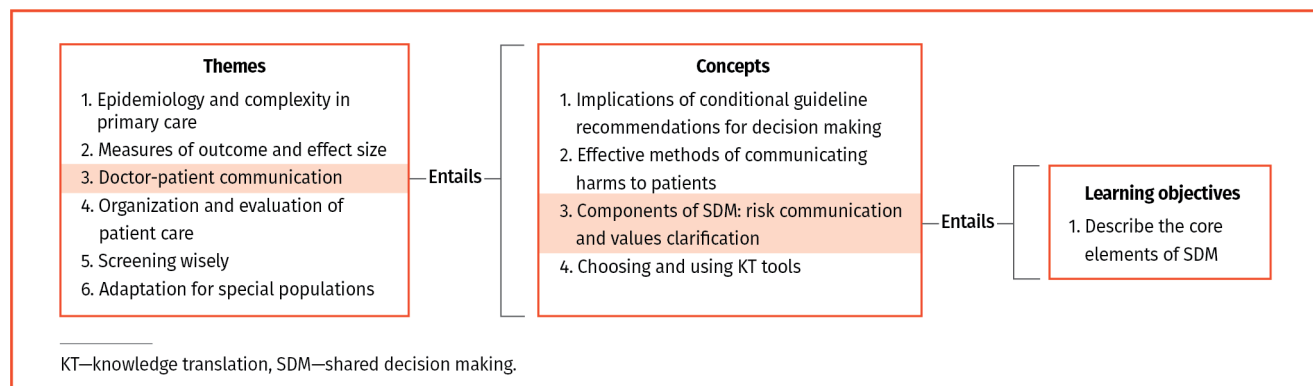 Themes
1. Epidemiology and complexity in
primary care
2. Measures of outcome and effect size
3. Doctor-patient communication
4. Organization and evaluation of
patient care
5. Screening wisely
6. Adaptation for special populations
Entails
Concepts
1. Implications of conditional guideline
recommendations for decision making
2. Effective methods of communicating
harms to patients
3. Components of SDM: risk communication
and values clarification
4. Choosing and using KT tools
Entails
Learning objectives
1. Describe the core
elements of SDM
KT—knowledge translation, SDM—shared decision making.